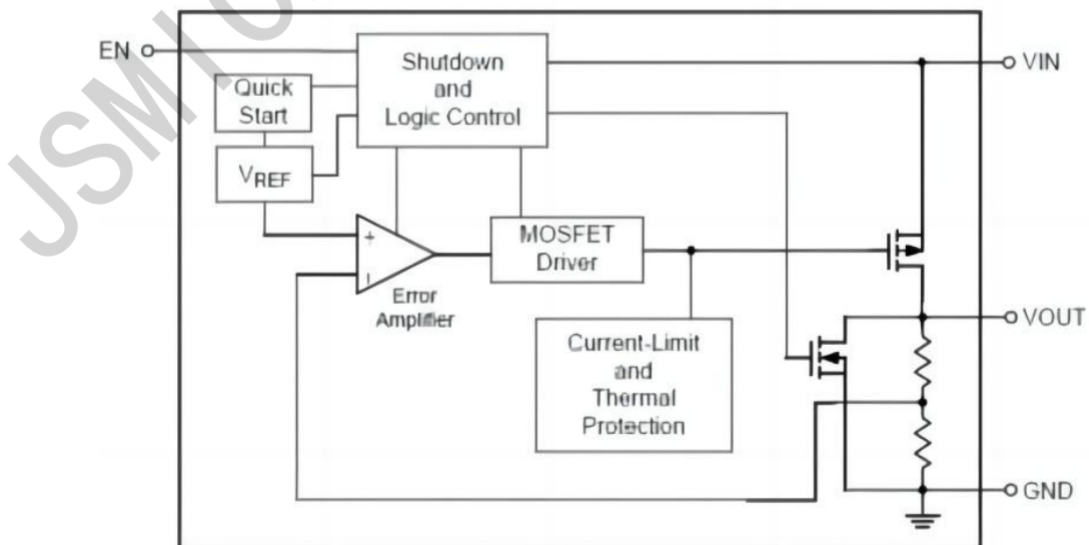 EN
Shutdown
and
Logic Control
VIN
Quick
Start
VREF
+
MOSFET
Driver
Error
Amplifier
VOUT
Current-Limit
and
Thermal
Protection
GND